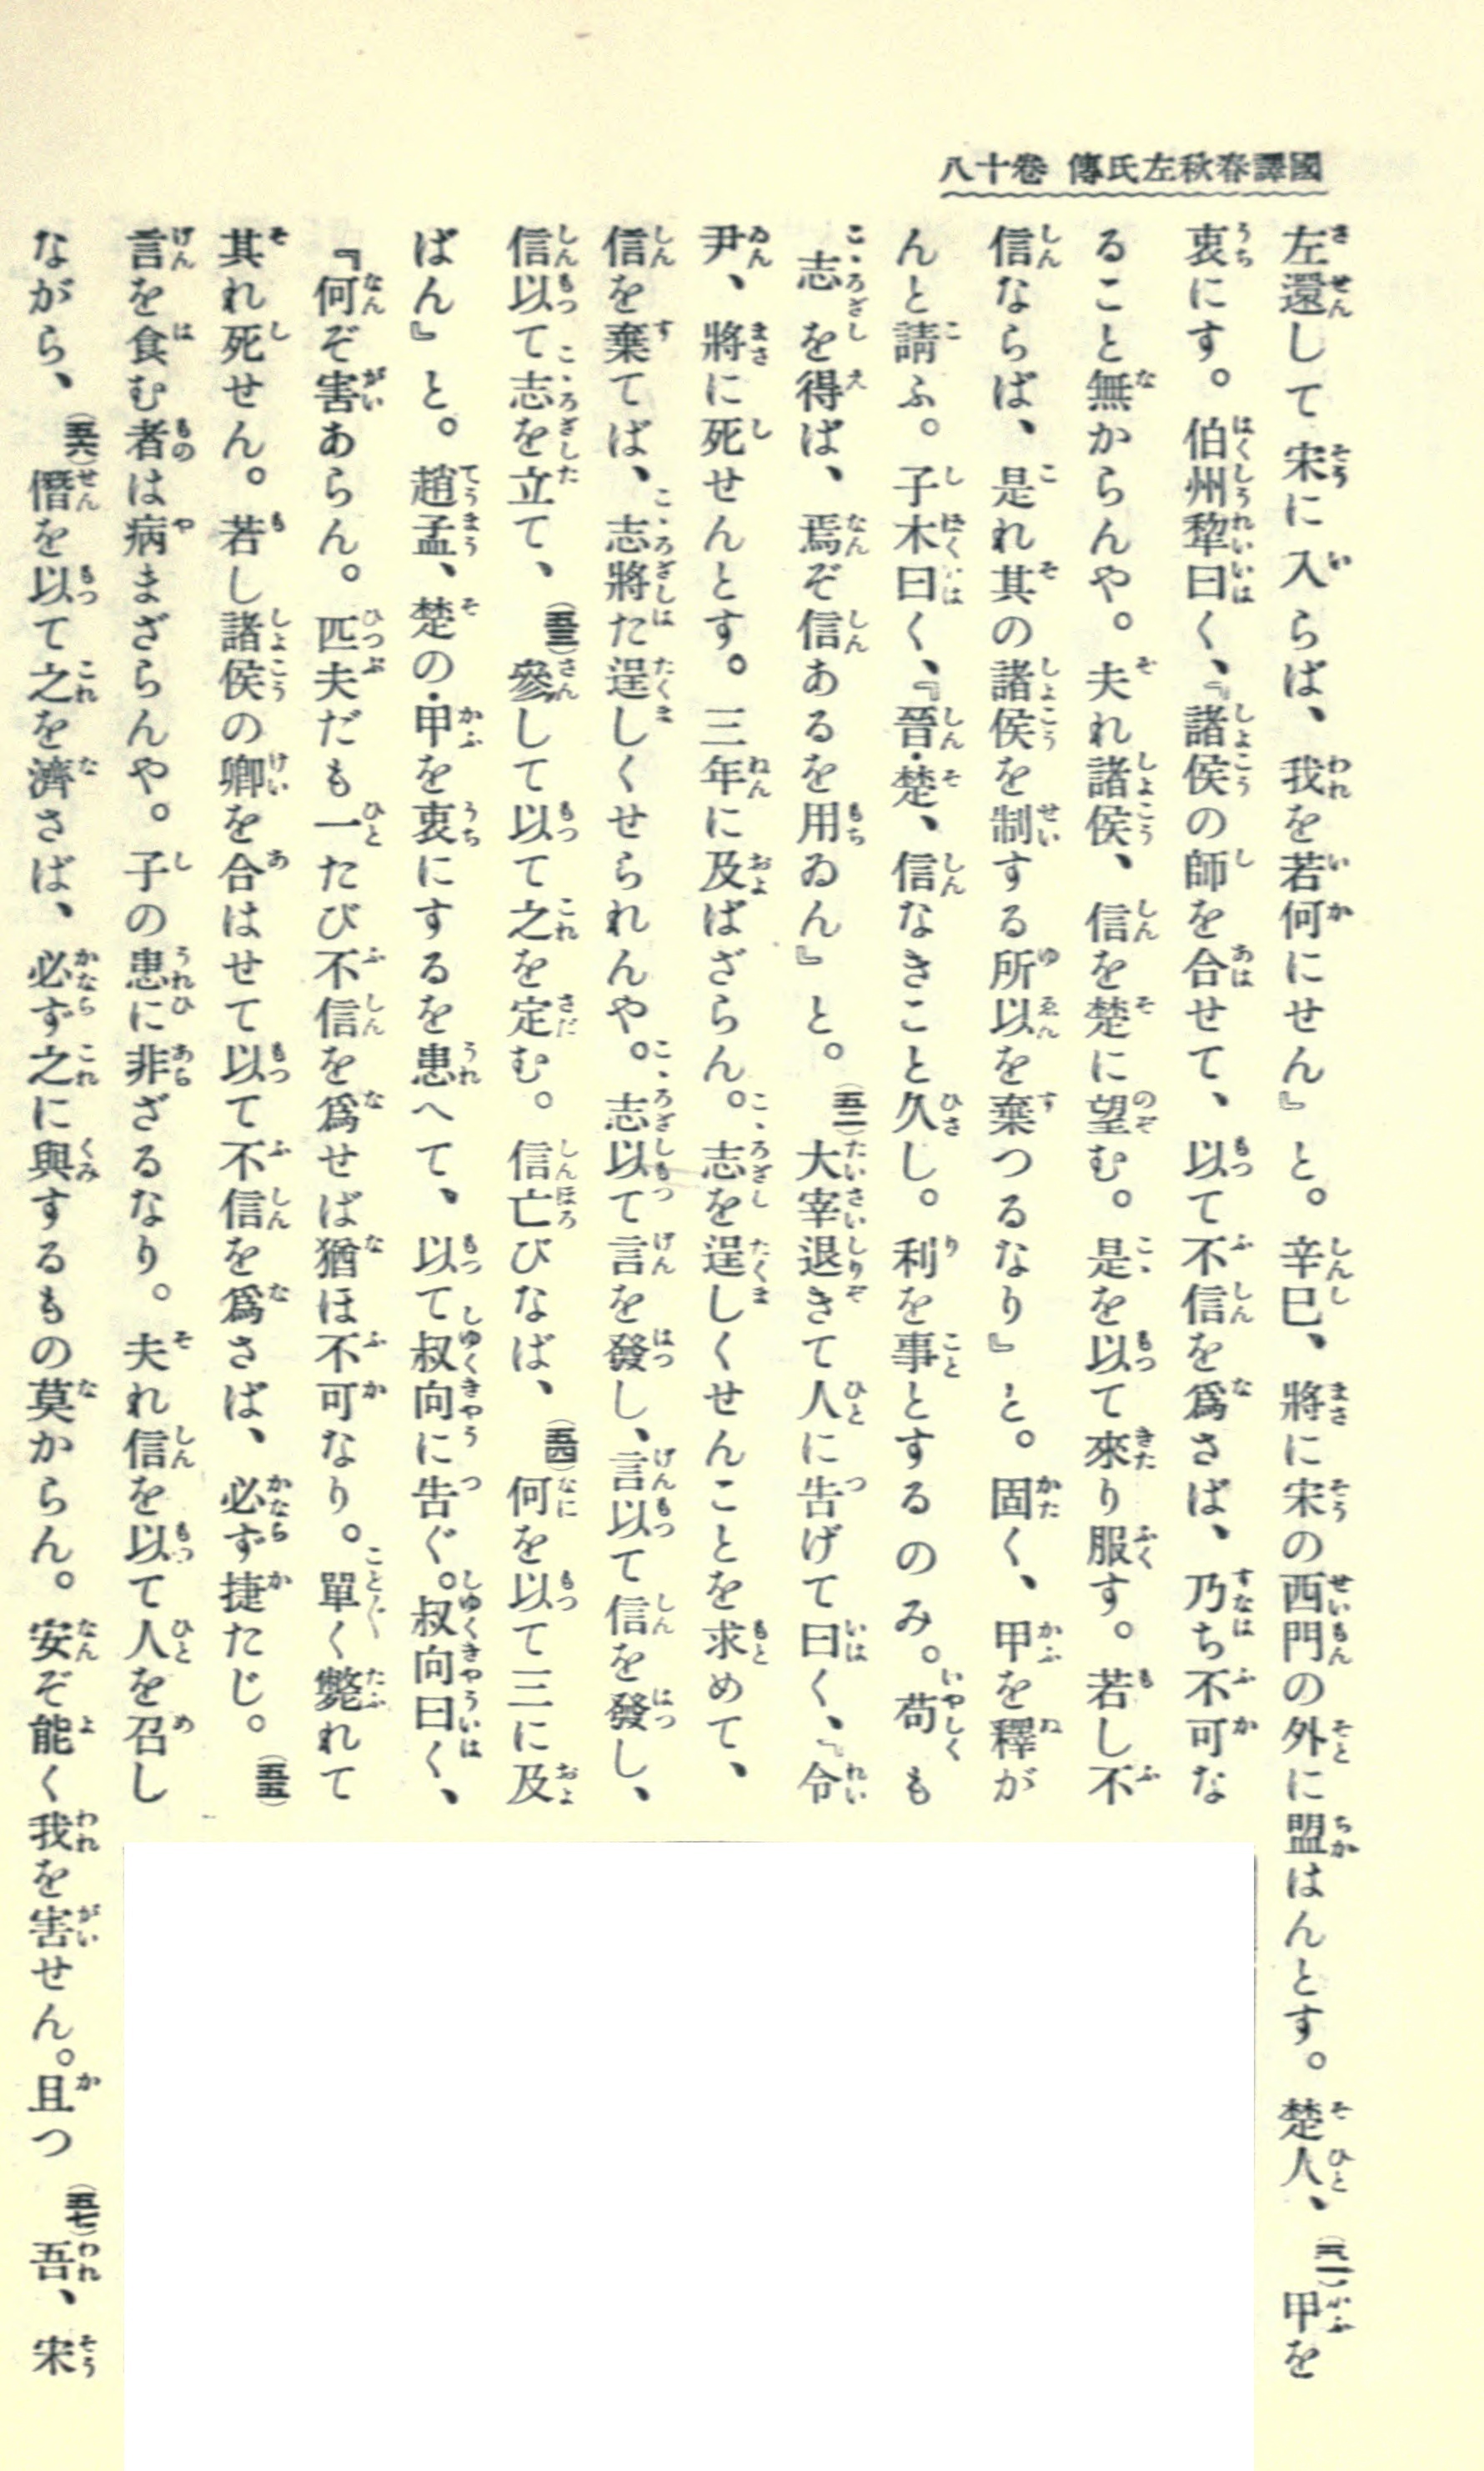 國譯春秋左氏傳　卷十八
左還して宋に入らば、我を若何にせん』と。辛巳、將に宋の西門の外に盟はんとす。楚人、甲を
衷にす。伯州犂曰く、『諸侯の師を合せて、以て不信を爲さば、乃ち不可な
ること無からんや。夫れ諸侯、信を楚に望む。是を以て來り服す。若し不
信ならば、是れ其の諸侯を制する所以を棄つるなり』と。固く、甲を釋が
んと請ふ。子木曰く、『晉・楚、信なきこと久し。利を事とするのみ。苟も
志を得ば、焉ぞ信あるを用ゐん』と。(五二)大宰退きて人に告げて曰く、『令
尹、將に死せんとす。三年に及ばざらん。志を逞しくせんことを求めて、
信を棄てば、志將た逞しくせられんや。志以て言を發し、言以て信を發し、
信以て志を立て、(五三)參して以て之を定む。信亡びなば、(五四)何を以て三に及
ばん』と。趙孟、楚の・甲を衷にするを患へて、以て叔向に告ぐ。叔向曰く、
『何ぞ害あらん。匹夫だも一たび不信を爲せば猶ほ不可なり。單く斃れて
其れ死せん。若し諸侯の卿を合はせて以て不信を爲さば、必ず捷たじ。(五五)
言を食む者は病まざらんや。子の患に非ざるなり。夫れ信を以て人を召し
ながら、(五六)僭を以て之を濟さば、必ず之に與するもの莫からん。安ぞ能く我を害せん。且つ(五七)吾、宋